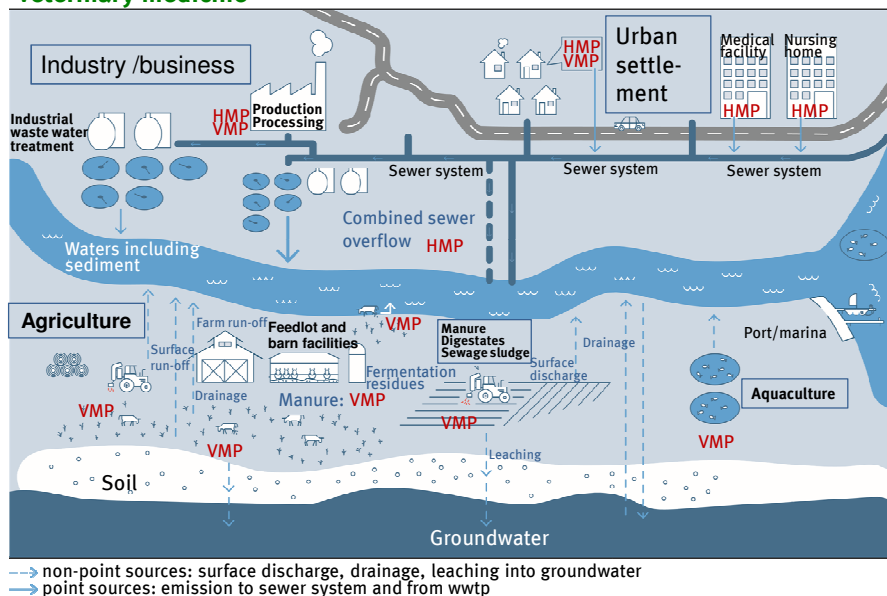 Veterinary medicine
Industry /business
Urban
settle-
ment
Medical
facility
Nursing
home
HMP
VMP
HMP
HMP
Production
Processing
HMP
VMP
Industrial
waste water
treatment
Sewer system
Sewer system
Sewer system
Combined sewer
overflow
HMP
Waters including
sediment
Agriculture
Farm run-off
Feedlot and
barn facilities
VMP
Manure
Digestates
Sewage sludge
Drainage
Port/marina
Surface
run-off
Fermentation
residues
Surface
discharge
Drainage
Manure: VMP
Aquaculture
VMP
VMP
VMP
VMP
Leaching
Soil
Groundwater
non-point sources: surface discharge, drainage, leaching into groundwater
point sources: emission to sewer system and from wwtp